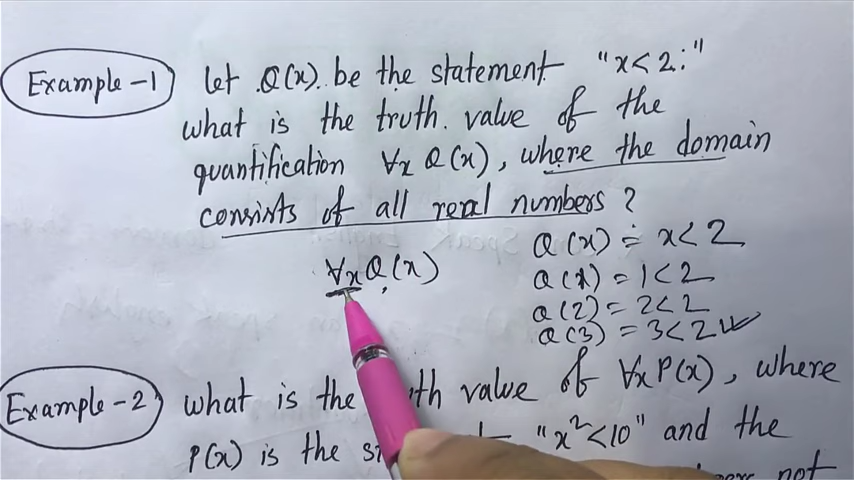 Example-1
Let Q(x) be the statement "x<2:"
what is the truth value of the
quantification ∀x Q(x), where the domain
consists of all real numbers ?
∀x Q(x)
Q(x) = x<2
Q(1) = 1<2
Q(2) = 2<2
Q(3) = 3<2
Example-2
what is the value of ∀x P(x), where
P(x) is the "x²<10" and the
not